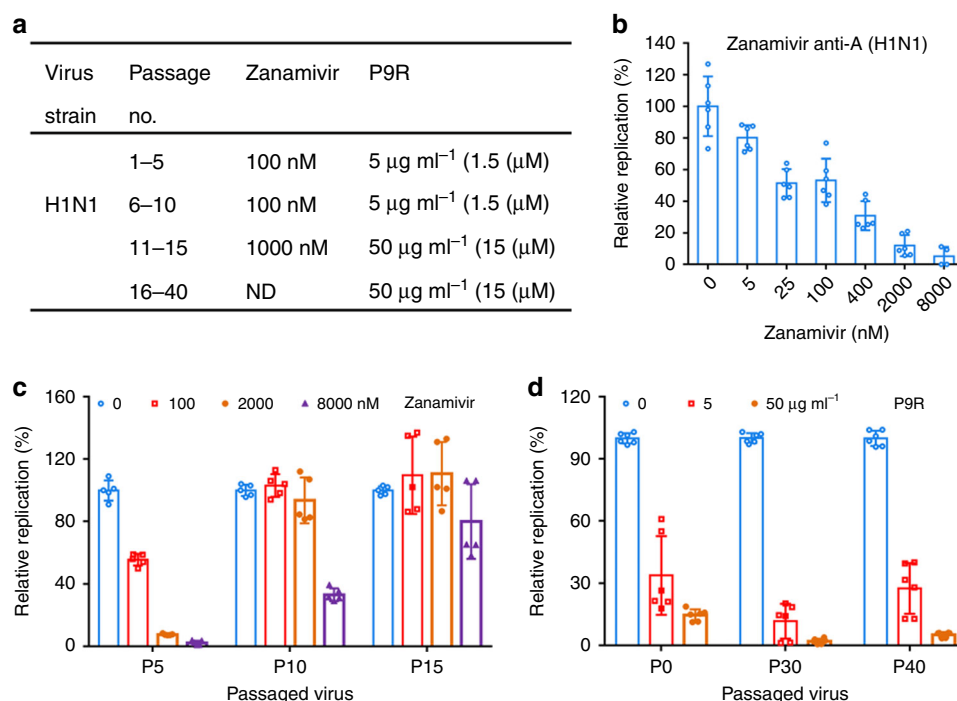 a
Virus strain Passage no. Zanamivir P9R
1–5 100 nM 5 μg ml⁻¹ (1.5 (μM)
H1N1 6–10 100 nM 5 μg ml⁻¹ (1.5 (μM)
11–15 1000 nM 50 μg ml⁻¹ (15 (μM)
16–40 ND 50 μg ml⁻¹ (15 (μM)
b
Zanamivir anti-A (H1N1)
Relative replication (%)
140
120
100
80
60
40
20
0
0 5 25 100 400 2000 8000
Zanamivir (nM)
c
0 100 2000 8000 nM Zanamivir
Relative replication (%)
160
120
80
40
0
P5 P10 P15
Passaged virus
d
0 5 50 μg ml⁻¹ P9R
Relative replication (%)
120
90
60
30
0
P0 P30 P40
Passaged virus